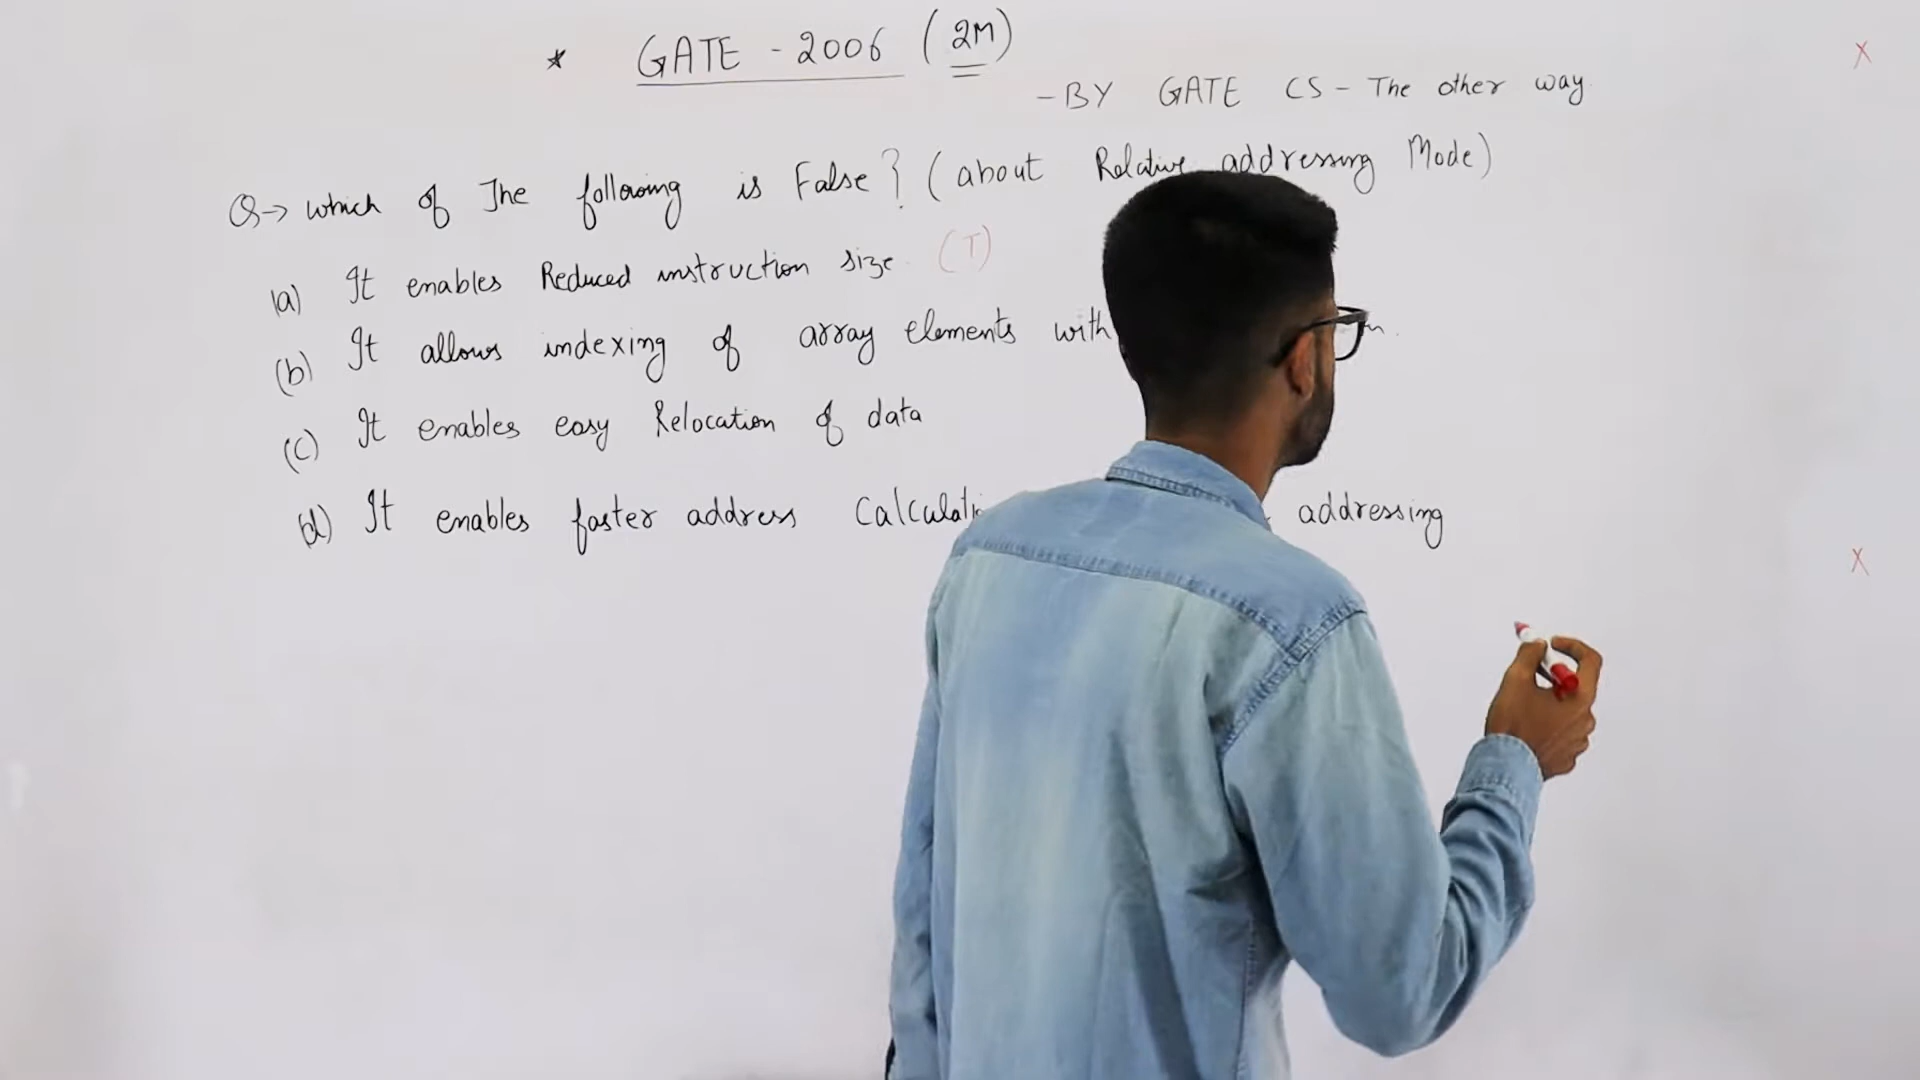 * GATE - 2006 (2M)
-BY GATE CS - The other way
Q→ which of The following is False? (about Relative addressing Mode)
(a) It enables Reduced instruction size (T)
(b) It allows indexing of array elements with
(c) It enables easy Relocation of data
(d) It enables faster address addressing
X
X